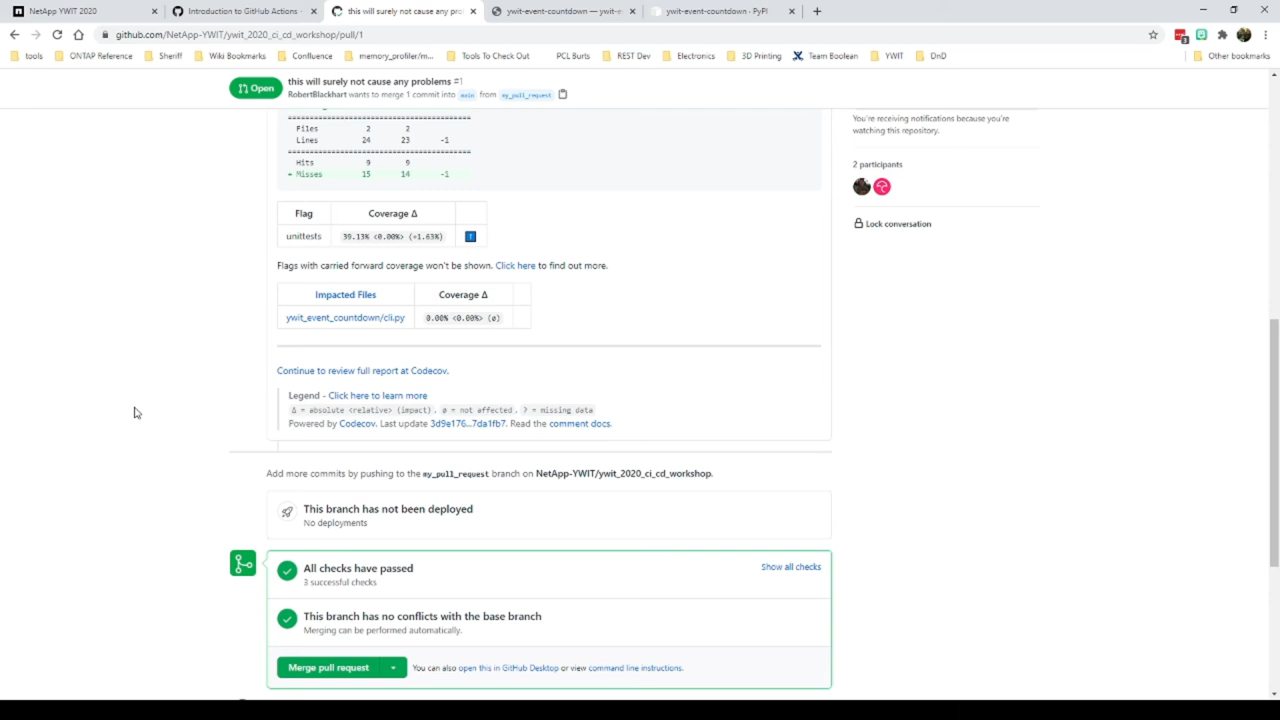 NetApp YWIT 2020
Introduction to GitHub Actions -
this will surely not cause any pro
ywit-event-countdown — ywit-e
ywit-event-countdown · PyPI
github.com/NetApp-YWIT/ywit_2020_ci_cd_workshop/pull/1
tools ONTAP Reference Sheriff Wiki Bookmarks Confluence memory_profiler/m... Tools To Check Out PCL Burts REST Dev Electronics 3D Printing Team Boolean YWIT DnD Other bookmarks
Open
this will surely not cause any problems #1
RobertBlackhart wants to merge 1 commit into main from my_pull_request
===========================================
Files 2 2
Lines 24 23 -1
===========================================
Hits 9 9
+ Misses 15 14 -1
Flag Coverage Δ
unittests 39.13% <0.00%> (+1.63%)
Flags with carried forward coverage won't be shown. Click here to find out more.
Impacted Files Coverage Δ
ywit_event_countdown/cli.py 0.00% <0.00%> (ø)
Continue to review full report at Codecov.
Legend - Click here to learn more
Δ = absolute <relative> (impact), ø = not affected, ? = missing data
Powered by Codecov. Last update 3d9e176...7da1fb7. Read the comment docs.
Add more commits by pushing to the my_pull_request branch on NetApp-YWIT/ywit_2020_ci_cd_workshop.
This branch has not been deployed
No deployments
All checks have passed
3 successful checks
Show all checks
This branch has no conflicts with the base branch
Merging can be performed automatically.
Merge pull request
You can also open this in GitHub Desktop or view command line instructions.
You're receiving notifications because you're
watching this repository.
2 participants
Lock conversation